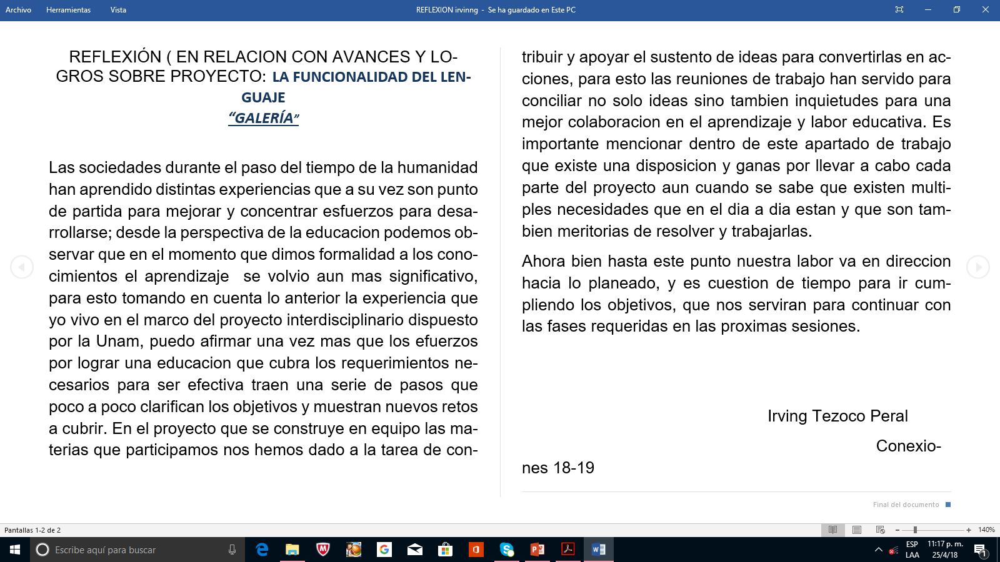 Archivo Herramientas Vista REFLEXION irvinng - Se ha guardado en Este PC
REFLEXIÓN ( EN RELACION CON AVANCES Y LO-
GROS SOBRE PROYECTO: LA FUNCIONALIDAD DEL LEN-
GUAJE
“GALERÍA”
Las sociedades durante el paso del tiempo de la humanidad
han aprendido distintas experiencias que a su vez son punto
de partida para mejorar y concentrar esfuerzos para desa-
rrollarse; desde la perspectiva de la educacion podemos ob-
servar que en el momento que dimos formalidad a los cono-
cimientos el aprendizaje se volvio aun mas significativo,
para esto tomando en cuenta lo anterior la experiencia que
yo vivo en el marco del proyecto interdisciplinario dispuesto
por la Unam, puedo afirmar una vez mas que los efuerzos
por lograr una educacion que cubra los requerimientos ne-
cesarios para ser efectiva traen una serie de pasos que
poco a poco clarifican los objetivos y muestran nuevos retos
a cubrir. En el proyecto que se construye en equipo las ma-
terias que participamos nos hemos dado a la tarea de con-
tribuir y apoyar el sustento de ideas para convertirlas en ac-
ciones, para esto las reuniones de trabajo han servido para
conciliar no solo ideas sino tambien inquietudes para una
mejor colaboracion en el aprendizaje y labor educativa. Es
importante mencionar dentro de este apartado de trabajo
que existe una disposicion y ganas por llevar a cabo cada
parte del proyecto aun cuando se sabe que existen multi-
ples necesidades que en el dia a dia estan y que son tam-
bien meritorias de resolver y trabajarlas.
Ahora bien hasta este punto nuestra labor va en direccion
hacia lo planeado, y es cuestion de tiempo para ir cum-
pliendo los objetivos, que nos serviran para continuar con
las fases requeridas en las proximas sesiones.
Irving Tezoco Peral
Conexio-
nes 18-19
Final del documento
Pantallas 1-2 de 2
140%
Escribe aquí para buscar
ESP
LAA
11:17 p. m.
25/4/18
1